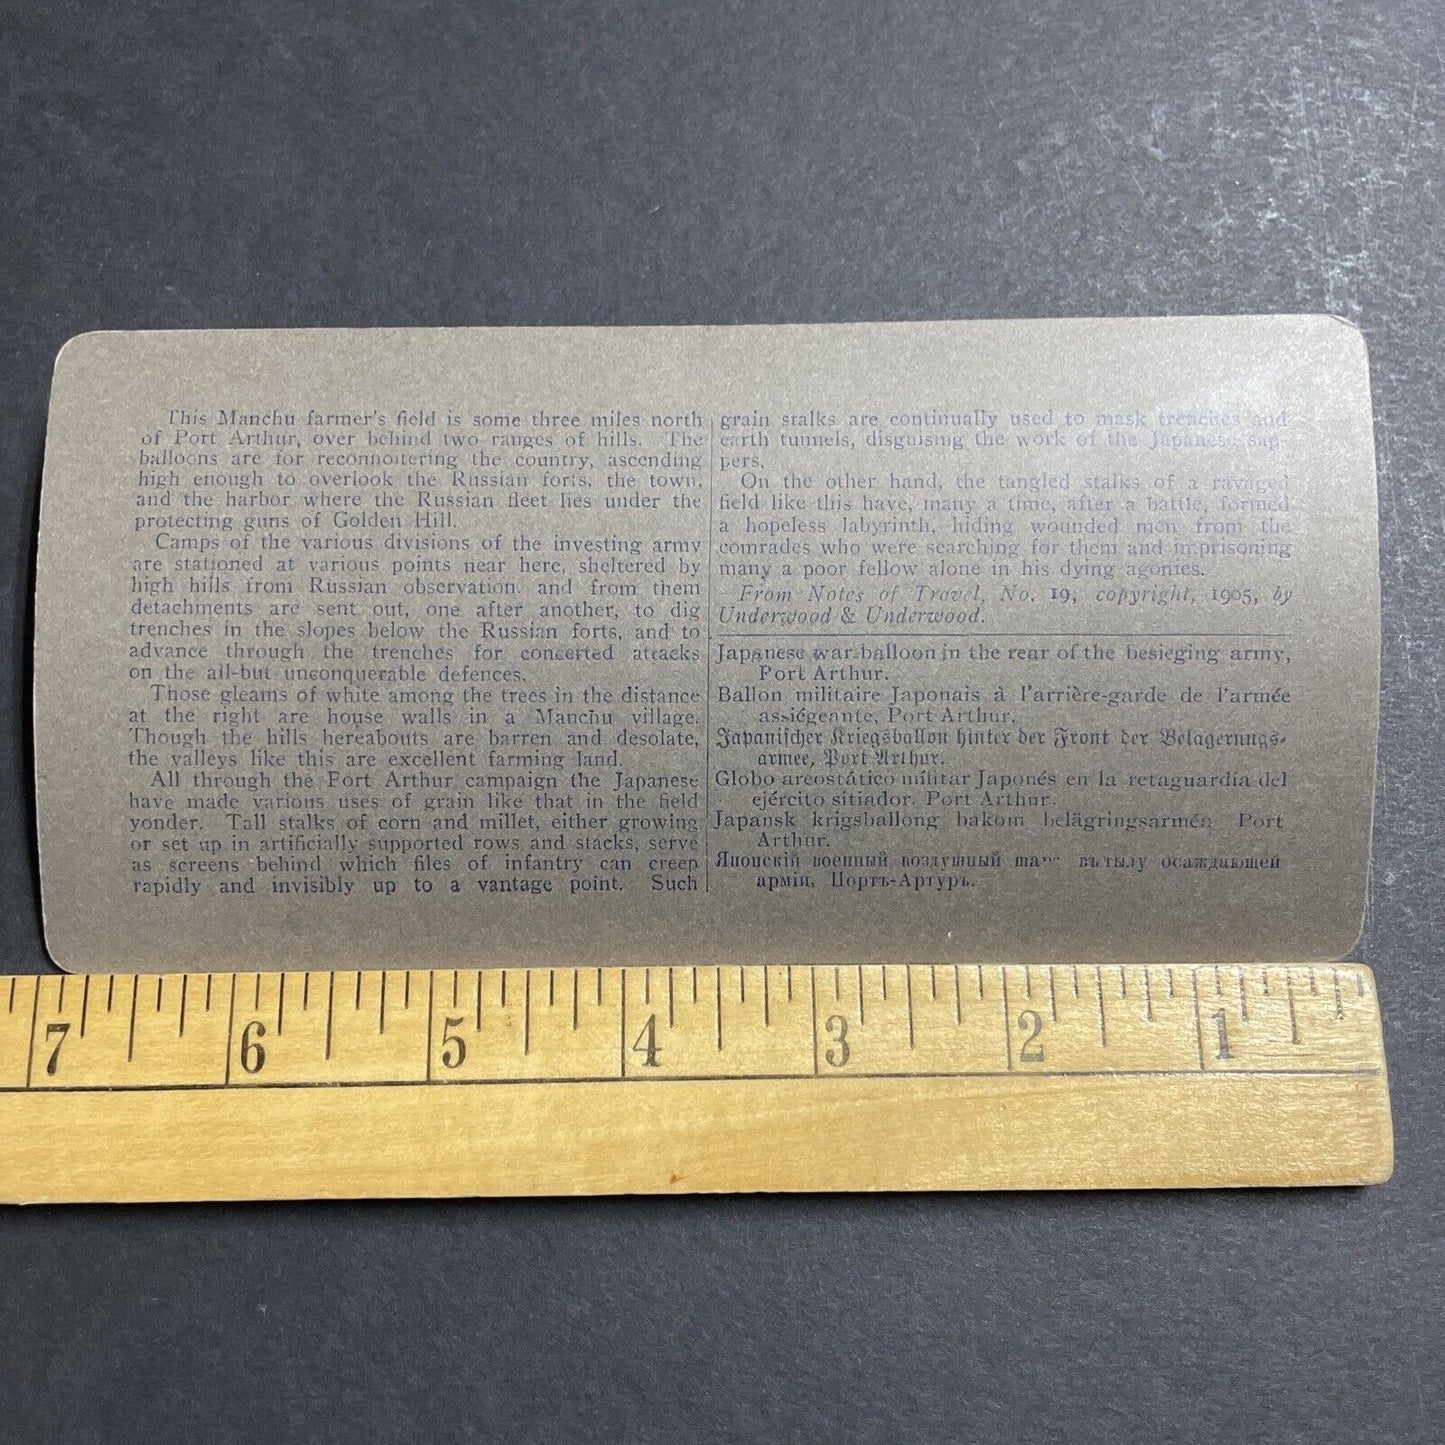 This Manchu farmer's field is some three miles north
of Port Arthur, over behind two ranges of hills. The
balloons are for reconnoitering the country, ascending
high enough to overlook the Russian forts, the town,
and the harbor where the Russian fleet lies under the
protecting guns of Golden Hill.
Camps of the various divisions of the investing army
are stationed at various points near here, sheltered by
high hills from Russian observation, and from them
detachments are sent out, one after another, to dig
trenches in the slopes below the Russian forts, and to
advance through the trenches for concerted attacks
on the all-but unconquerable defences.
Those gleams of white among the trees in the distance
at the right are house walls in a Manchu village.
Though the hills hereabouts are barren and desolate,
the valleys like this are excellent farming land.
All through the Port Arthur campaign the Japanese
have made various uses of grain like that in the field
yonder. Tall stalks of corn and millet, either growing
or set up in artificially supported rows and stacks, serve
as screens behind which files of infantry can creep
rapidly and invisibly up to a vantage point. Such
grain stalks are continually used to mask trenches and
earth tunnels, disguising the work of the Japanese sap-
pers.
On the other hand, the tangled stalks of a ravaged
field like this have, many a time, after a battle, formed
a hopeless labyrinth, hiding wounded men from the
comrades who were searching for them and imprisoning
many a poor fellow alone in his dying agonies.
From Notes of Travel, No. 19, copyright, 1905, by
Underwood & Underwood.
Japanese war-balloon in the rear of the besieging army,
Port Arthur.
Ballon militaire Japonais à l'arrière-garde de l'armée
assiégeante, Port Arthur.
Japanischer Kriegsballon hinter der Front der Belagerungs-
armee, Port Arthur.
Globo areostático militar Japonés en la retaguardia del
ejército sitiador, Port Arthur.
Japansk krigsballong bakom belägringsarmén Port
Arthur.
Японскій военный воздушный въ тылу осаждающей
арміи, Портъ-Артуръ.
7 6 5 4 3 2 1